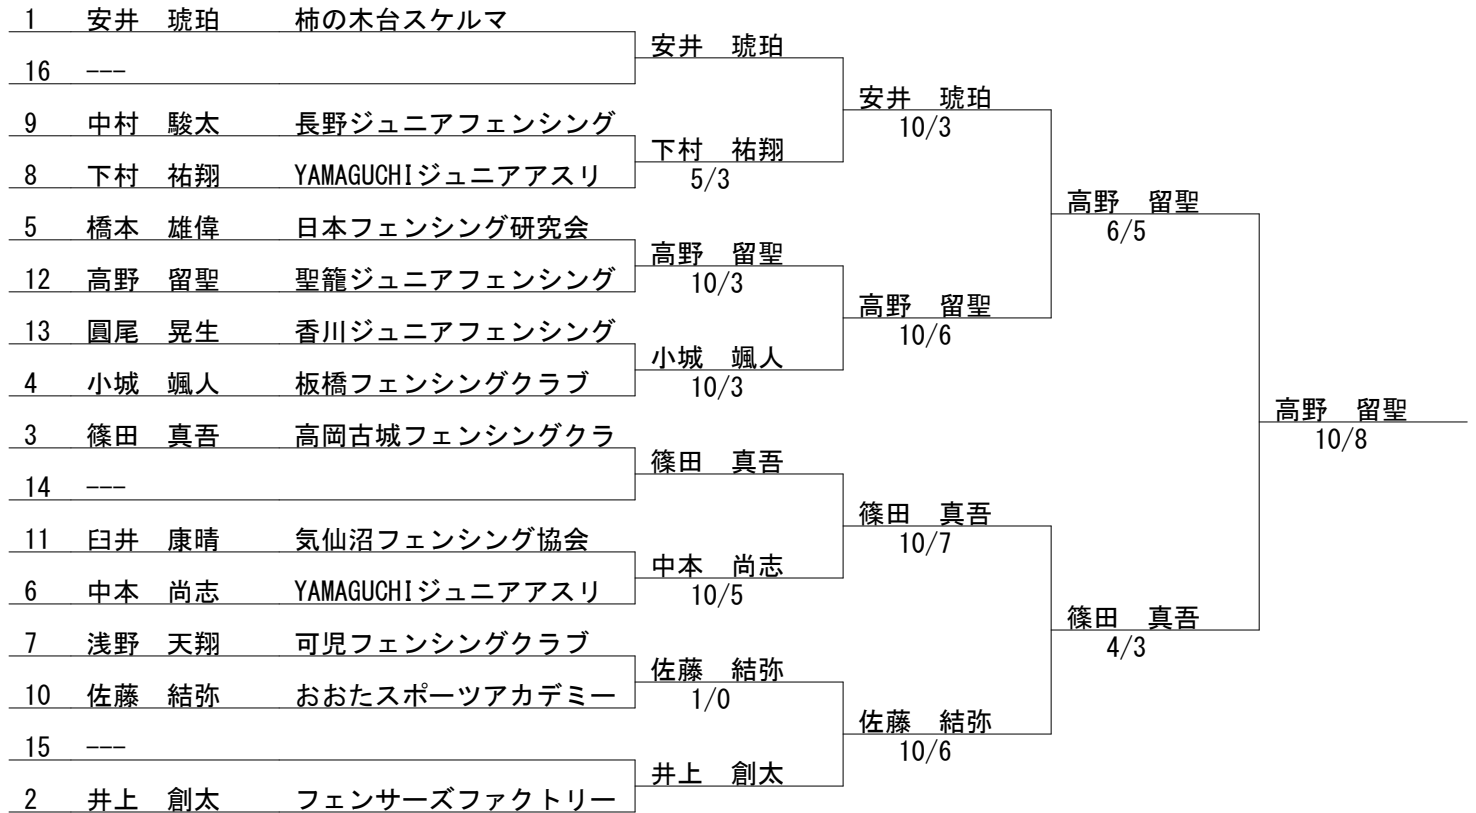 1 安井 琥珀 柿の木台スケルマ
16 ---
9 中村 駿太 長野ジュニアフェンシング
8 下村 祐翔 YAMAGUCHIジュニアアスリ
5 橋本 雄偉 日本フェンシング研究会
12 高野 留聖 聖籠ジュニアフェンシング
13 圓尾 晃生 香川ジュニアフェンシング
4 小城 颯人 板橋フェンシングクラブ
3 篠田 真吾 高岡古城フェンシングクラ
14 ---
11 臼井 康晴 気仙沼フェンシング協会
6 中本 尚志 YAMAGUCHIジュニアアスリ
7 浅野 天翔 可児フェンシングクラブ
10 佐藤 結弥 おおたスポーツアカデミー
15 ---
2 井上 創太 フェンサーズファクトリー
安井 琥珀
下村 祐翔
5/3
高野 留聖
10/3
小城 颯人
10/3
篠田 真吾
中本 尚志
10/5
佐藤 結弥
1/0
井上 創太
安井 琥珀
10/3
高野 留聖
10/6
篠田 真吾
10/7
佐藤 結弥
10/6
高野 留聖
6/5
篠田 真吾
4/3
高野 留聖
10/8